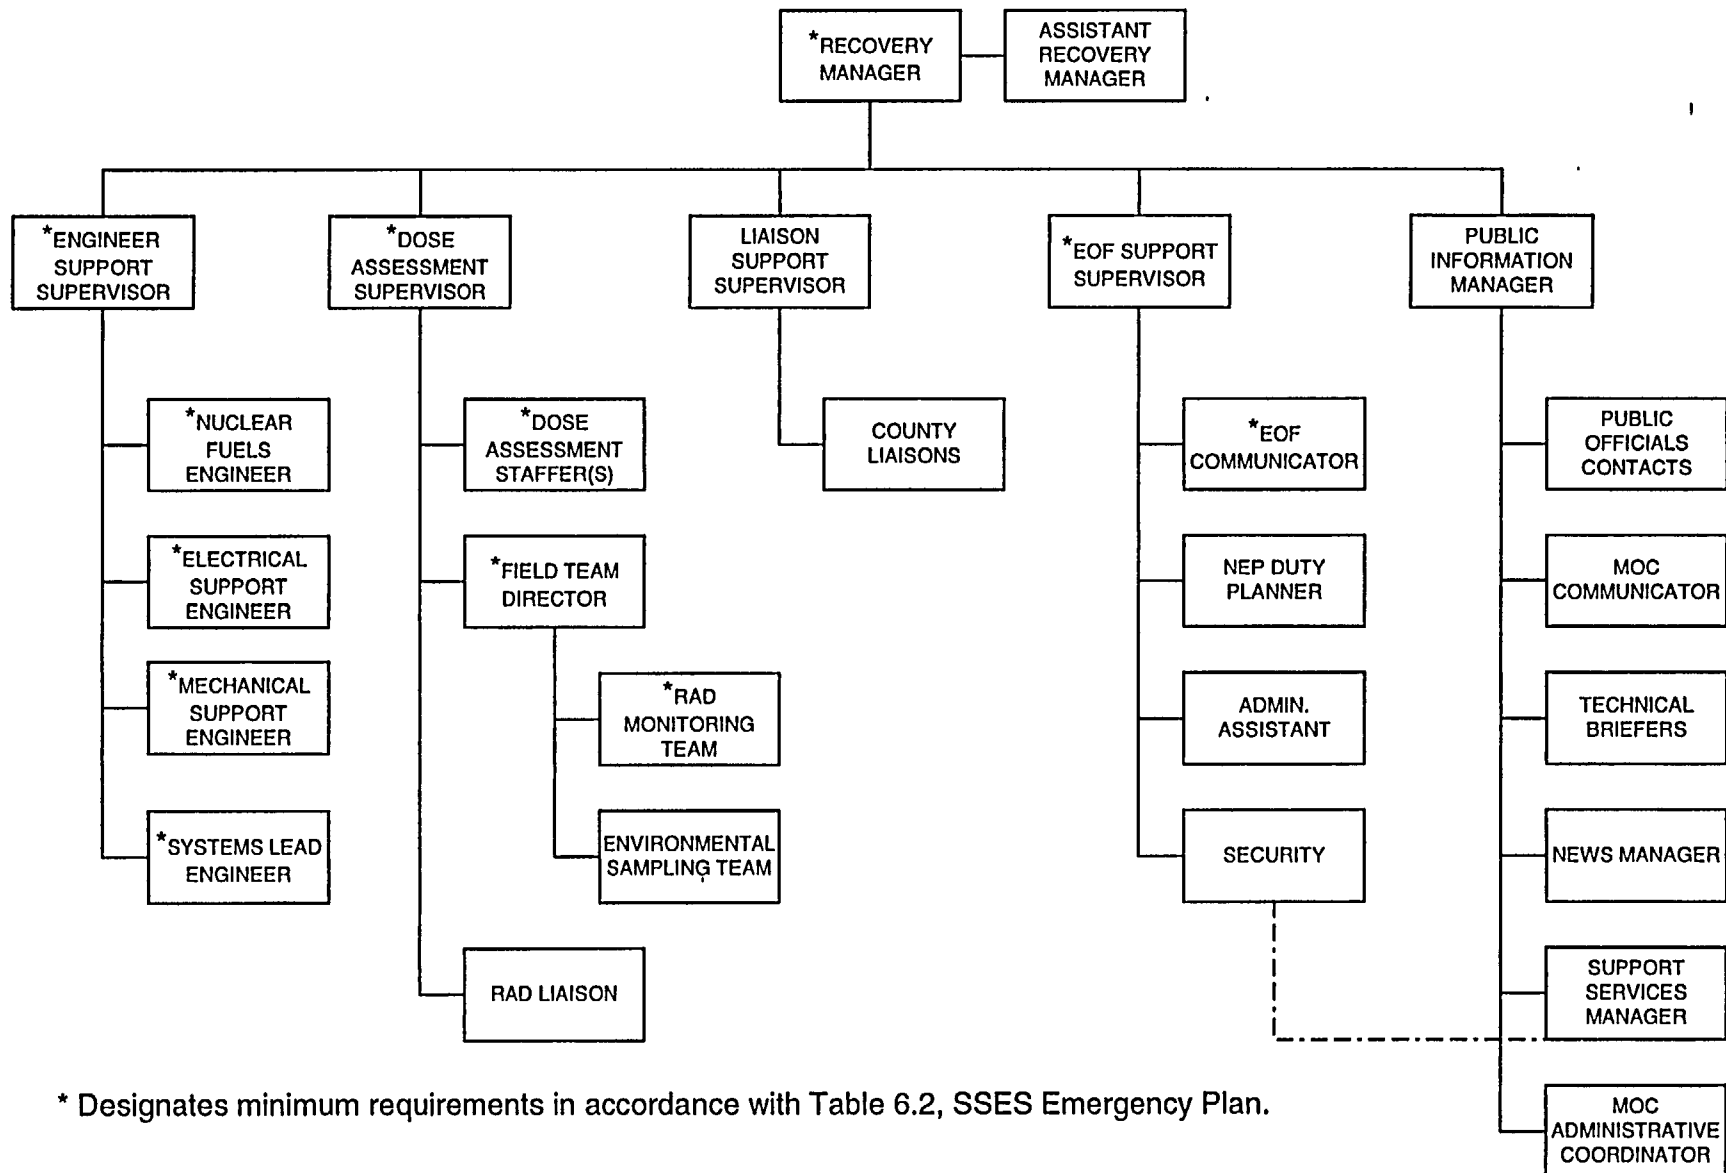 *RECOVERY
MANAGER
ASSISTANT
RECOVERY
MANAGER
*ENGINEER
SUPPORT
SUPERVISOR
*DOSE
ASSESSMENT
SUPERVISOR
LIAISON
SUPPORT
SUPERVISOR
*EOF SUPPORT
SUPERVISOR
PUBLIC
INFORMATION
MANAGER
*NUCLEAR
FUELS
ENGINEER
*ELECTRICAL
SUPPORT
ENGINEER
*MECHANICAL
SUPPORT
ENGINEER
*SYSTEMS LEAD
ENGINEER
*DOSE
ASSESSMENT
STAFFER(S)
*FIELD TEAM
DIRECTOR
*RAD
MONITORING
TEAM
ENVIRONMENTAL
SAMPLING TEAM
RAD LIAISON
COUNTY
LIAISONS
*EOF
COMMUNICATOR
NEP DUTY
PLANNER
ADMIN.
ASSISTANT
SECURITY
PUBLIC
OFFICIALS
CONTACTS
MOC
COMMUNICATOR
TECHNICAL
BRIEFERS
NEWS MANAGER
SUPPORT
SERVICES
MANAGER
MOC
ADMINISTRATIVE
COORDINATOR
* Designates minimum requirements in accordance with Table 6.2, SSES Emergency Plan.